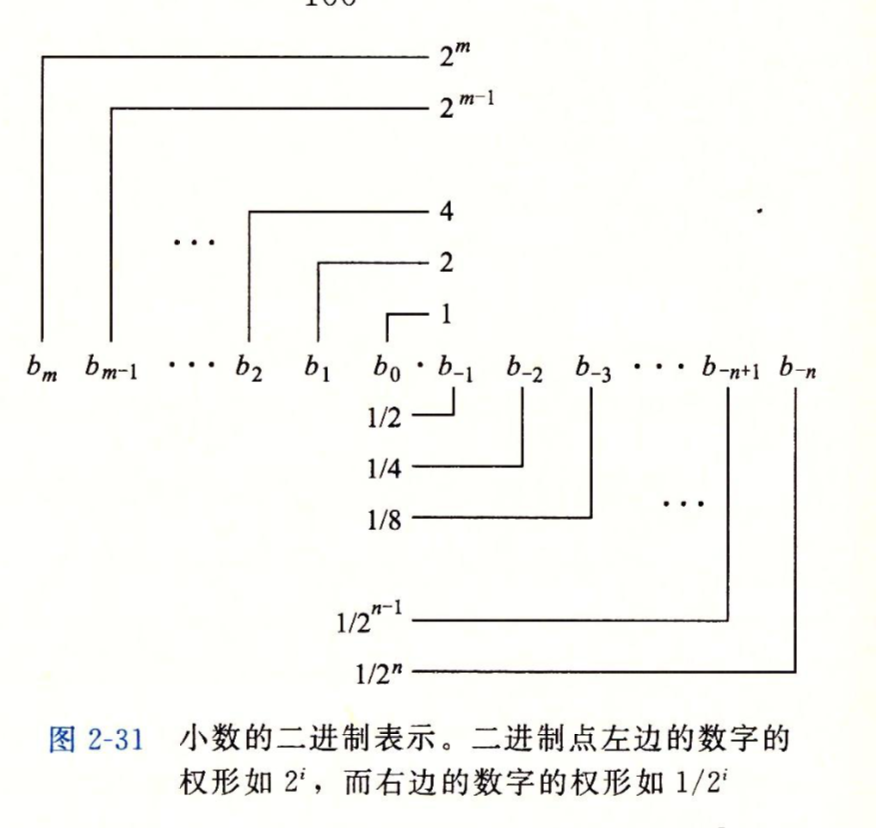 2^m
2^{m-1}
4
...
2
1
b_m b_{m-1} ··· b_2 b_1 b_0 · b_{-1} b_{-2} b_{-3} ··· b_{-n+1} b_{-n}
1/2
1/4
1/8
...
1/2^{n-1}
1/2^n
图 2-31 小数的二进制表示。二进制点左边的数字的
权形如 2^i，而右边的数字的权形如 1/2^i